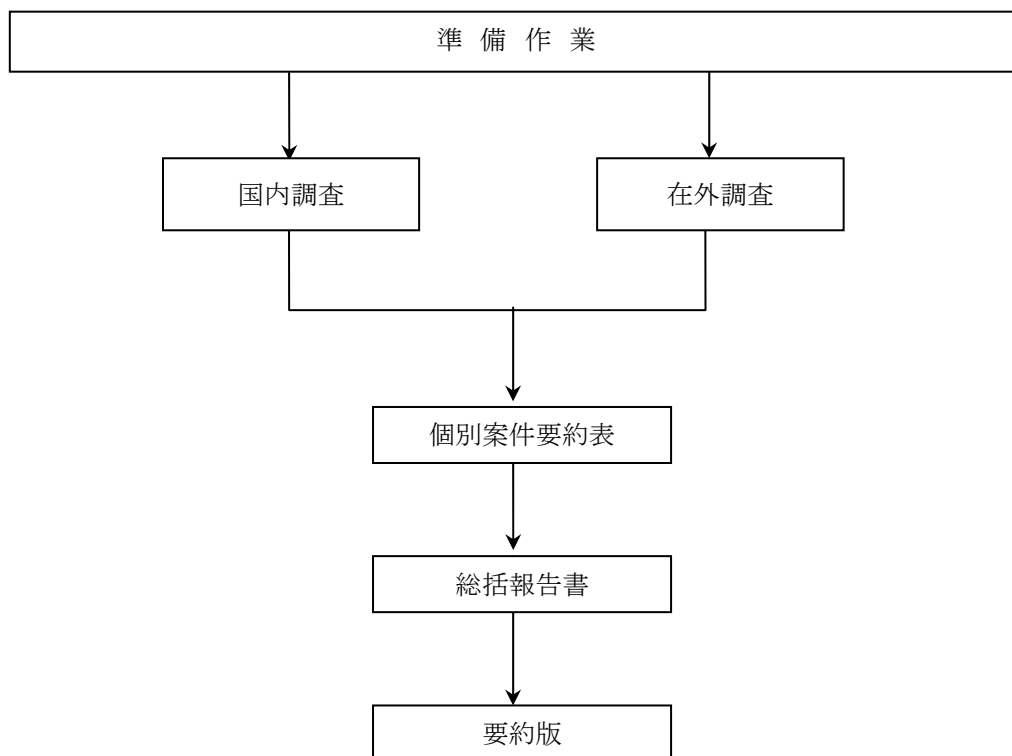 準 備 作 業
国内調査
在外調査
個別案件要約表
総括報告書
要約版